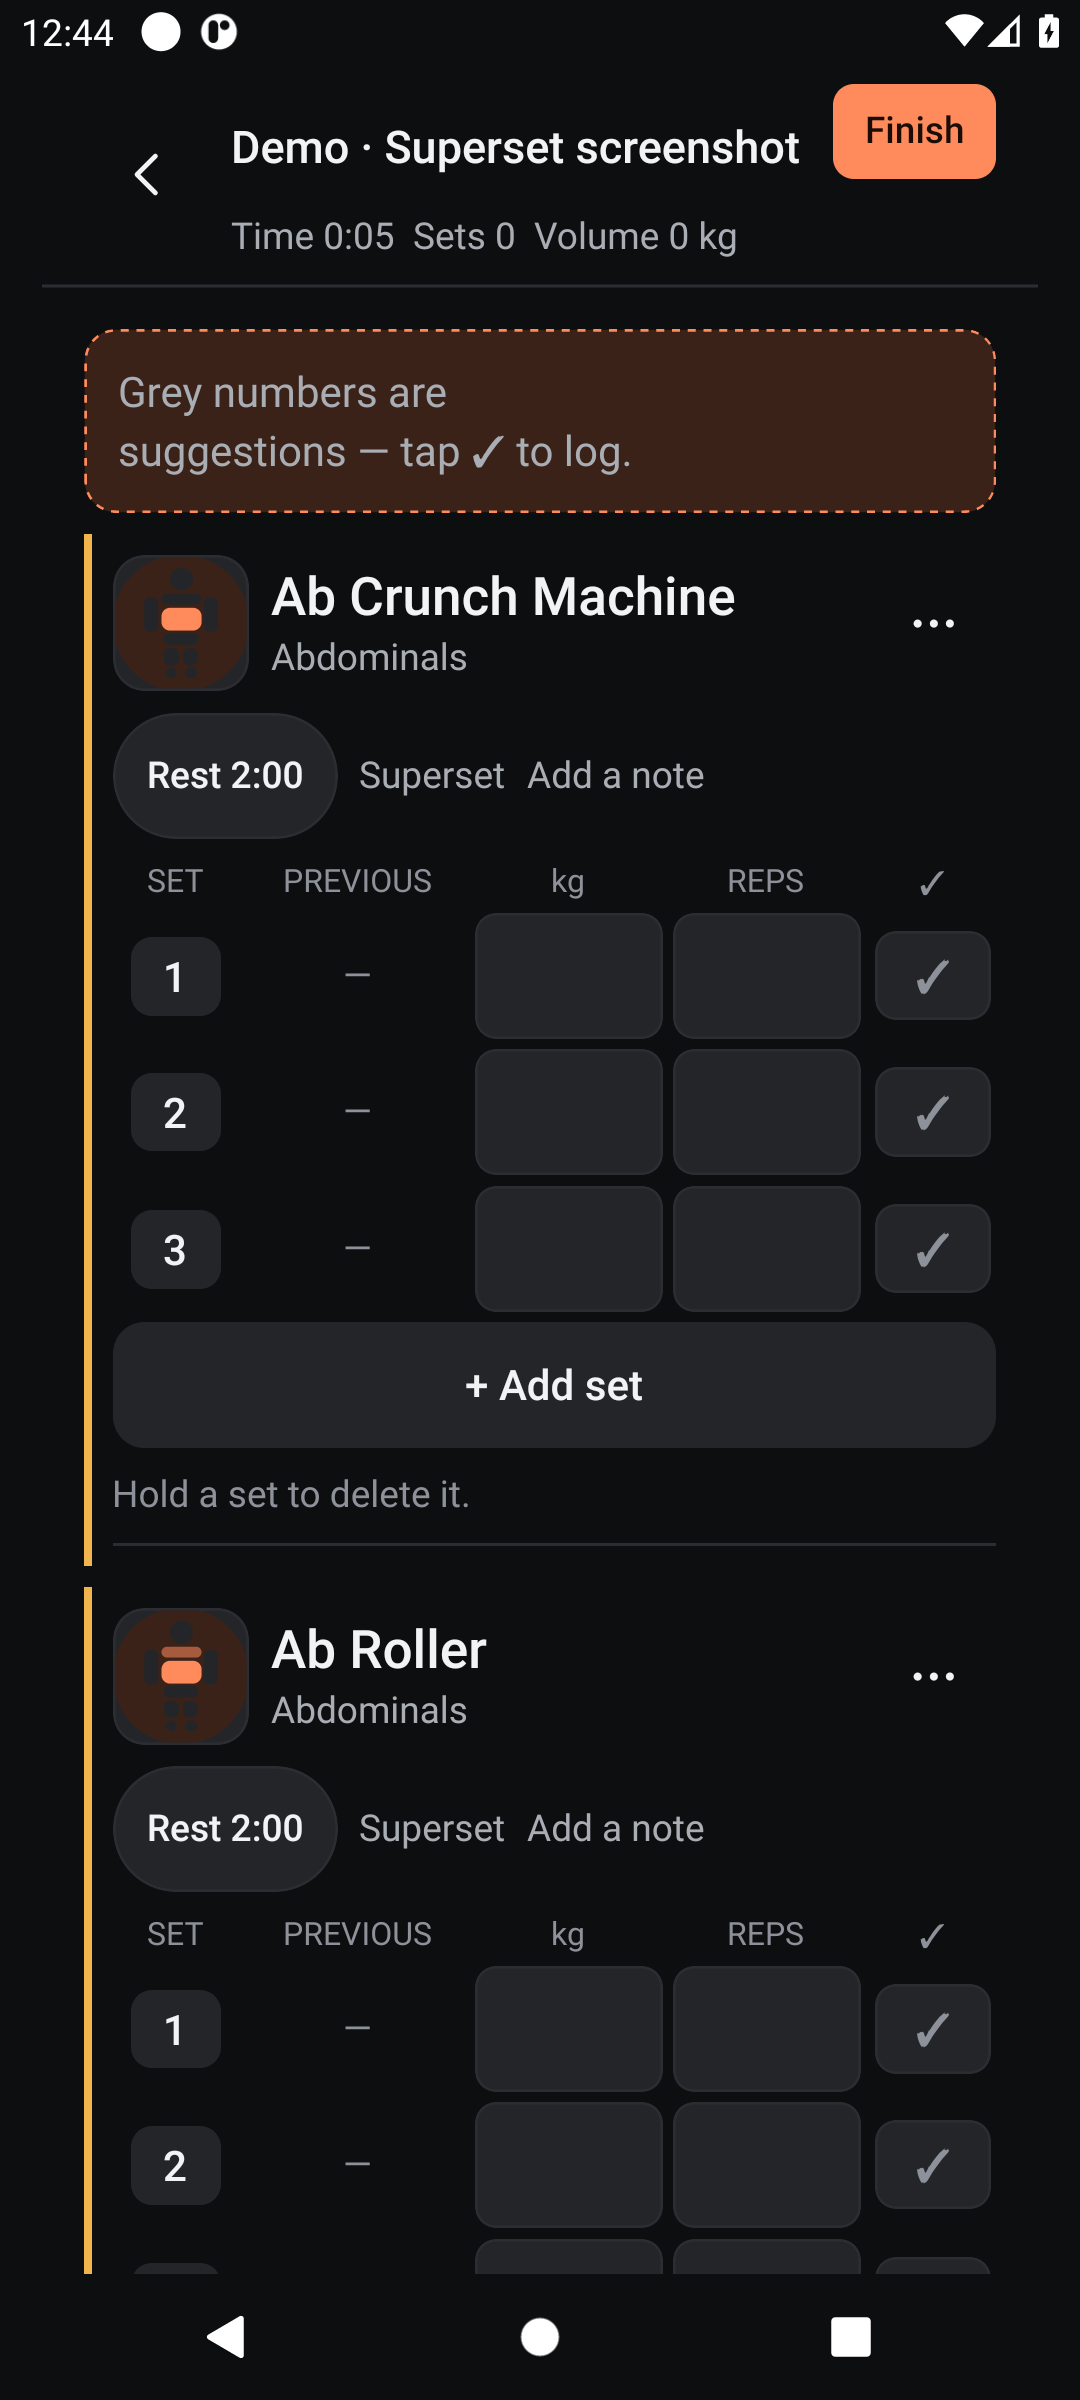 12:44
Demo · Superset screenshot
Finish
Time 0:05 Sets 0 Volume 0 kg
Grey numbers are
suggestions — tap ✓ to log.
Ab Crunch Machine
Abdominals
Rest 2:00 Superset Add a note
SET PREVIOUS kg REPS ✓
1 — ✓
2 — ✓
3 — ✓
+ Add set
Hold a set to delete it.
Ab Roller
Abdominals
Rest 2:00 Superset Add a note
SET PREVIOUS kg REPS ✓
1 — ✓
2 — ✓